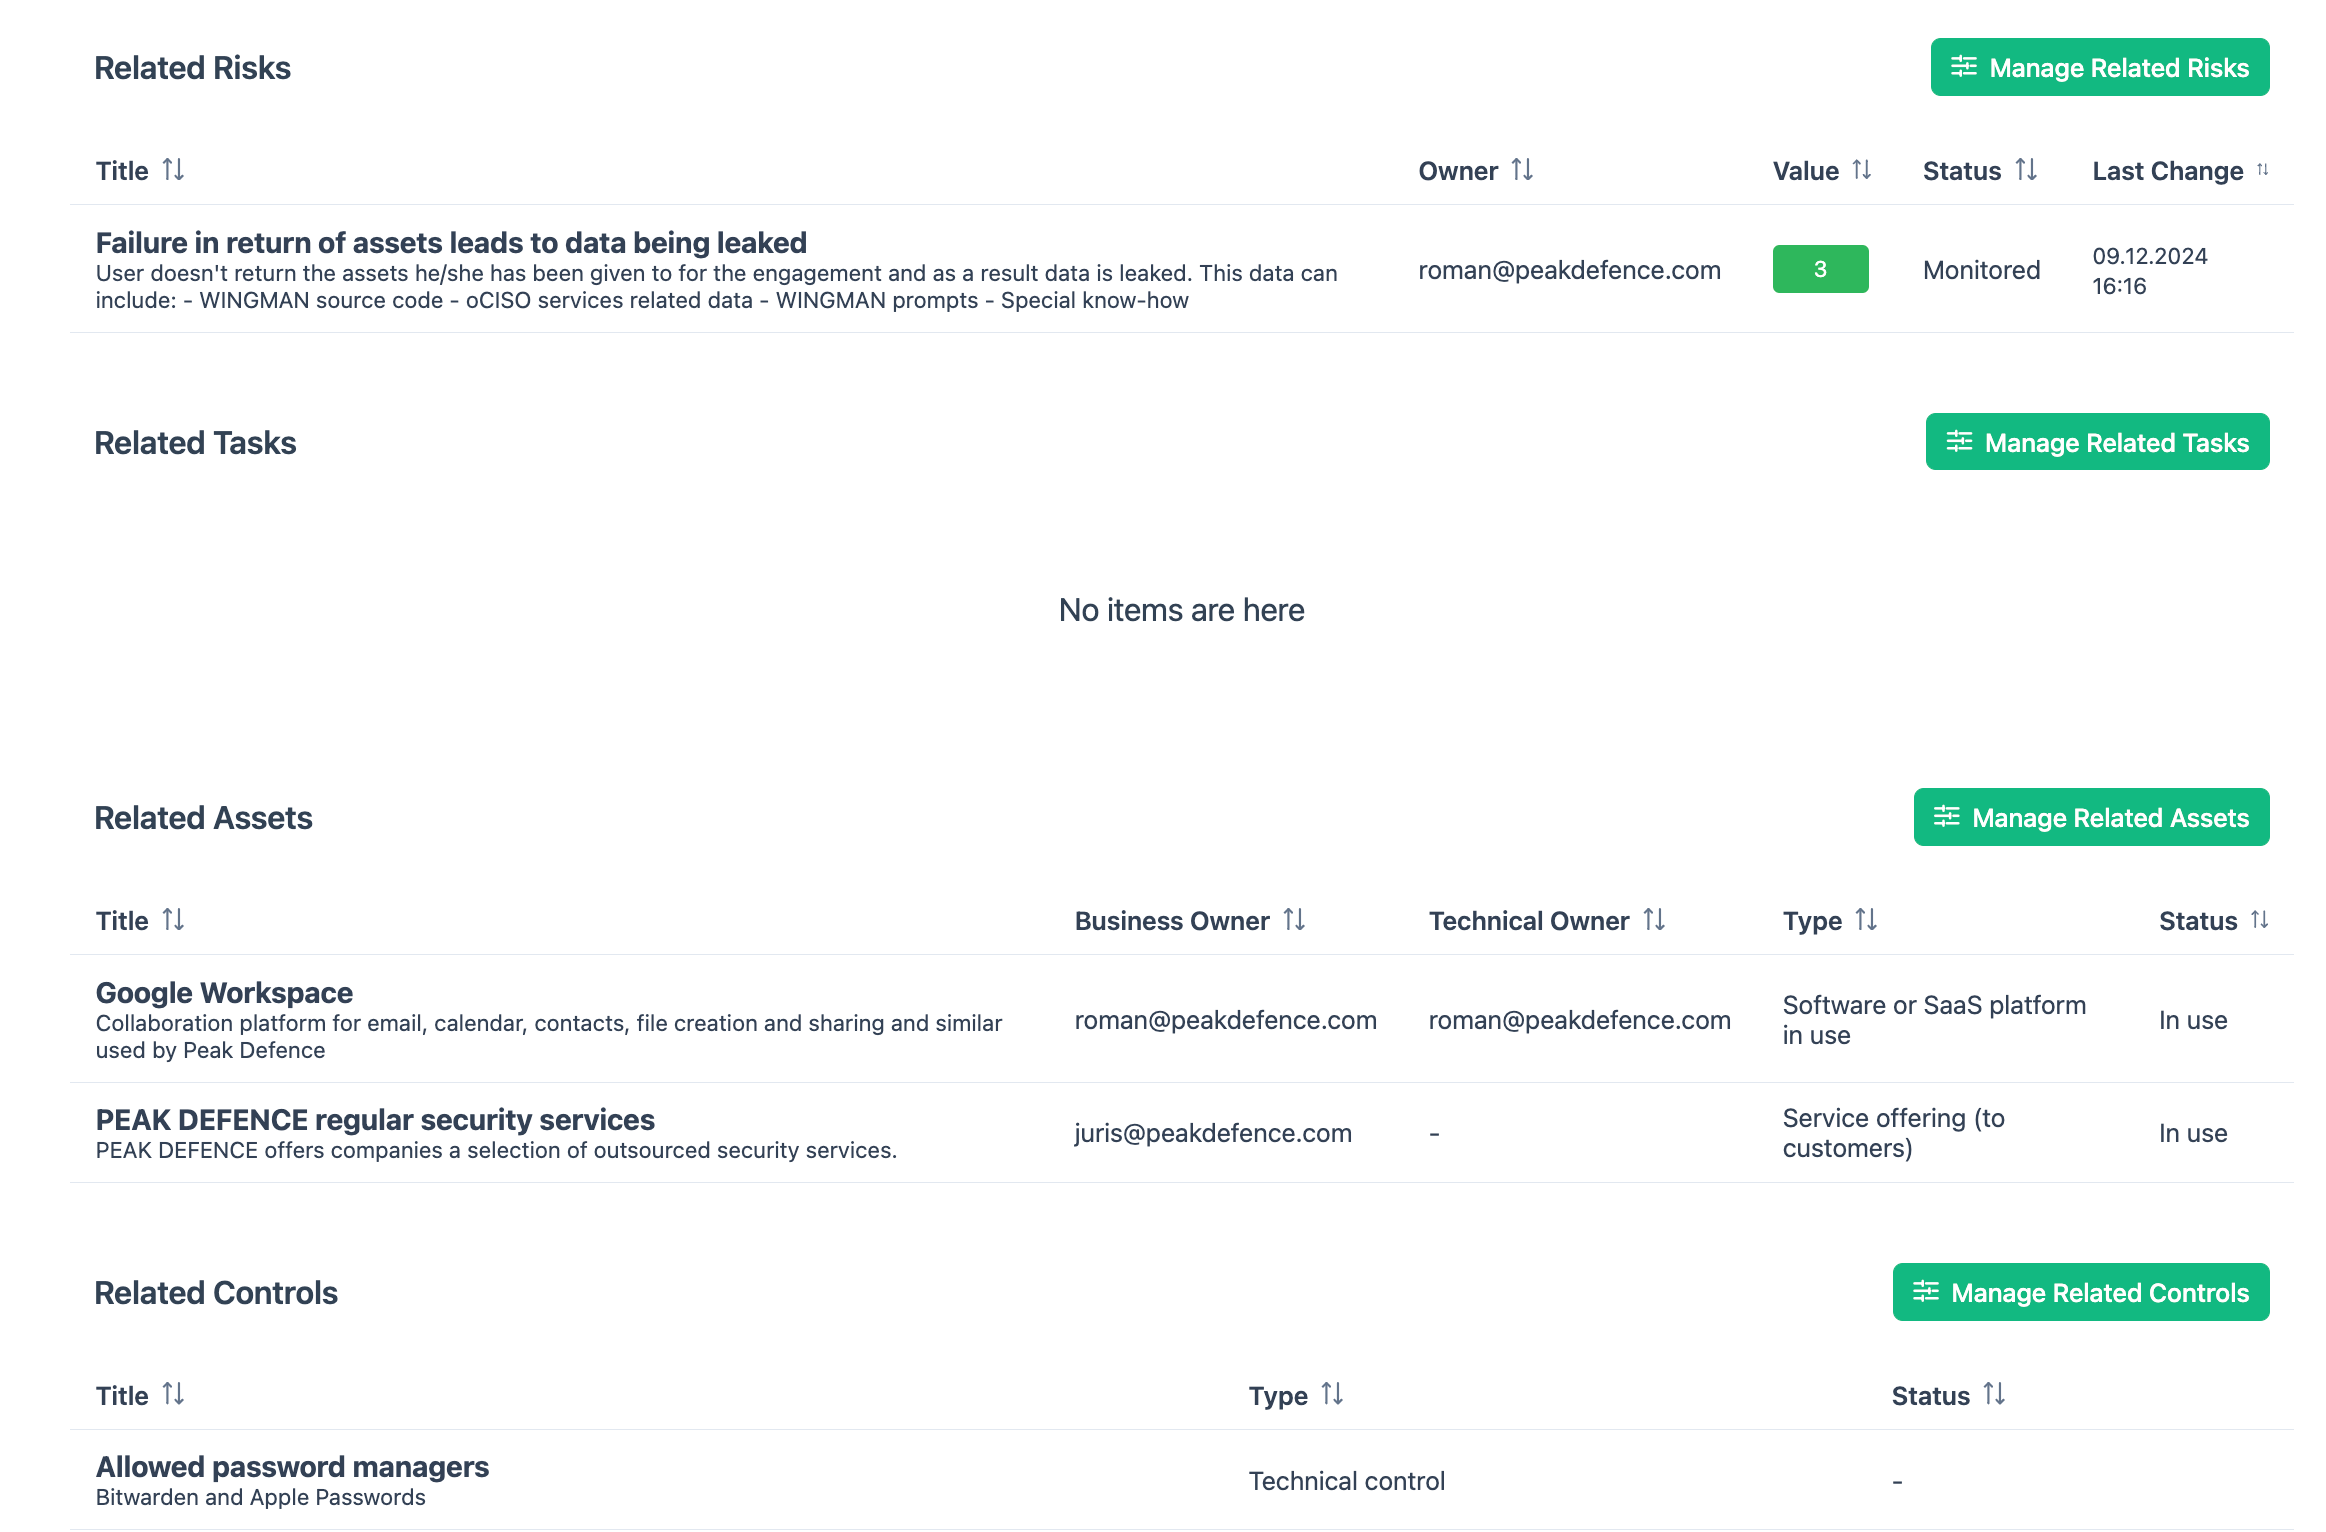 Related Risks
Manage Related Risks
Title Owner Value Status Last Change
Failure in return of assets leads to data being leaked
User doesn't return the assets he/she has been given to for the engagement and as a result data is leaked. This data can
include: - WINGMAN source code - oCISO services related data - WINGMAN prompts - Special know-how
roman@peakdefence.com
3
Monitored
09.12.2024
16:16
Related Tasks
Manage Related Tasks
No items are here
Related Assets
Manage Related Assets
Title Business Owner Technical Owner Type Status
Google Workspace
Collaboration platform for email, calendar, contacts, file creation and sharing and similar
used by Peak Defence
roman@peakdefence.com
roman@peakdefence.com
Software or SaaS platform
in use
In use
PEAK DEFENCE regular security services
PEAK DEFENCE offers companies a selection of outsourced security services.
juris@peakdefence.com
-
Service offering (to
customers)
In use
Related Controls
Manage Related Controls
Title Type Status
Allowed password managers
Bitwarden and Apple Passwords
Technical control
-